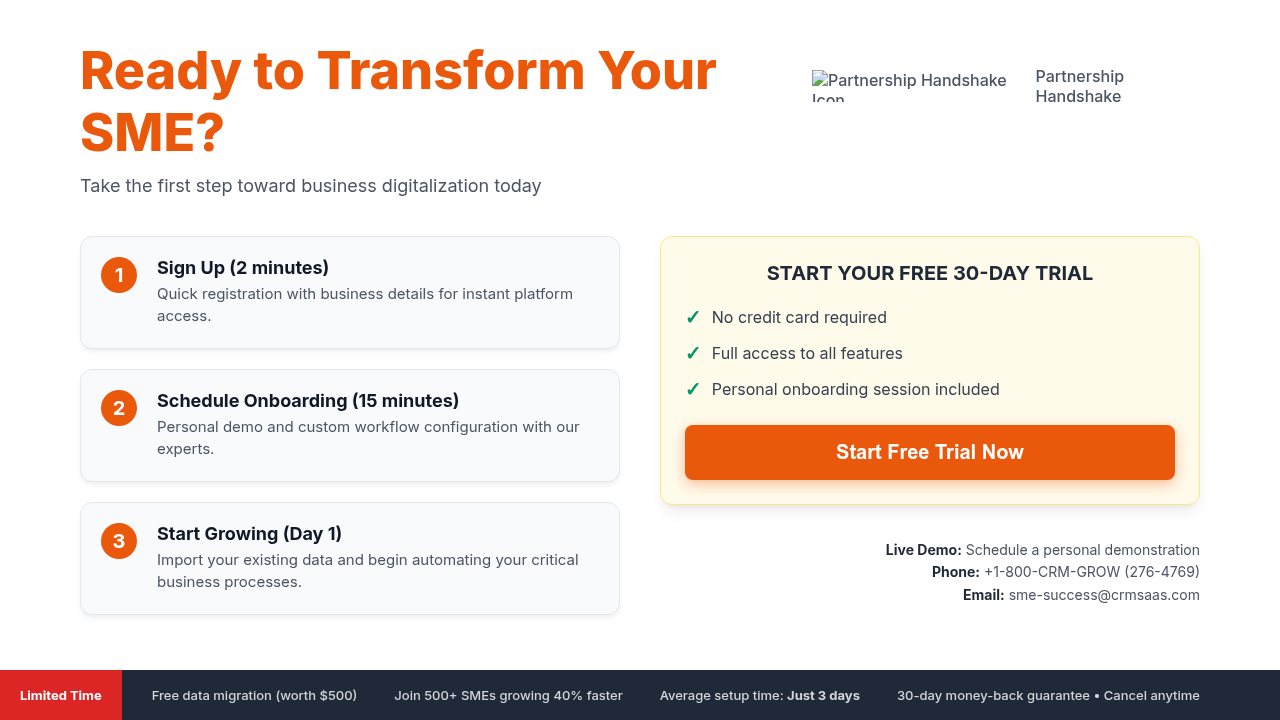 Ready to Transform Your
SME?
Take the first step toward business digitalization today
Partnership Handshake
Icon
Partnership
Handshake
1
Sign Up (2 minutes)
Quick registration with business details for instant platform
access.
2
Schedule Onboarding (15 minutes)
Personal demo and custom workflow configuration with our
experts.
3
Start Growing (Day 1)
Import your existing data and begin automating your critical
business processes.
START YOUR FREE 30-DAY TRIAL
✓ No credit card required
✓ Full access to all features
✓ Personal onboarding session included
Start Free Trial Now
Live Demo: Schedule a personal demonstration
Phone: +1-800-CRM-GROW (276-4769)
Email: sme-success@crmsaas.com
Limited Time
Free data migration (worth $500)
Join 500+ SMEs growing 40% faster
Average setup time: Just 3 days
30-day money-back guarantee • Cancel anytime